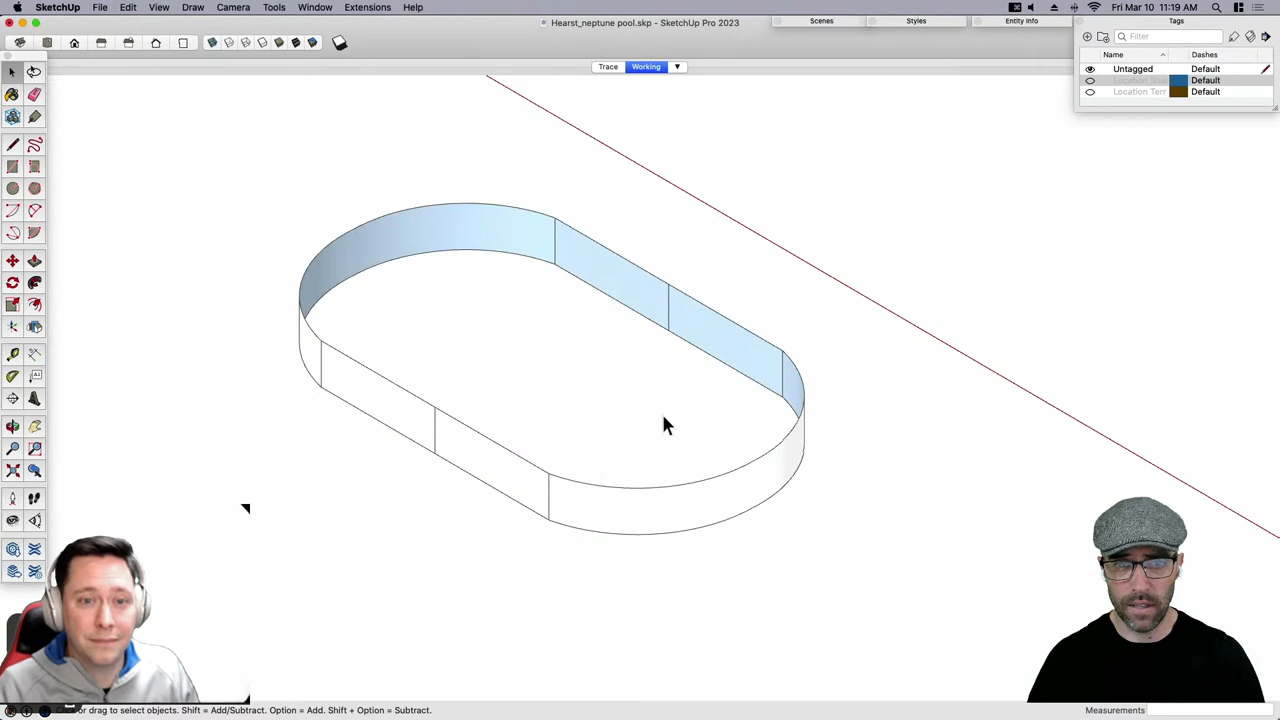 SketchUp File Edit View Draw Camera Tools Window Extensions Help
Fri Mar 10 11:19 AM
Hearst_neptune pool.skp - SketchUp Pro 2023
Scenes
Styles
Entity Info
Tags
Filter
Name Dashes
Untagged Default
Location Default
Location Terr Default
Trace Working
A1
or drag to select objects. Shift = Add/Subtract. Option = Add. Shift + Option = Subtract.
Measurements